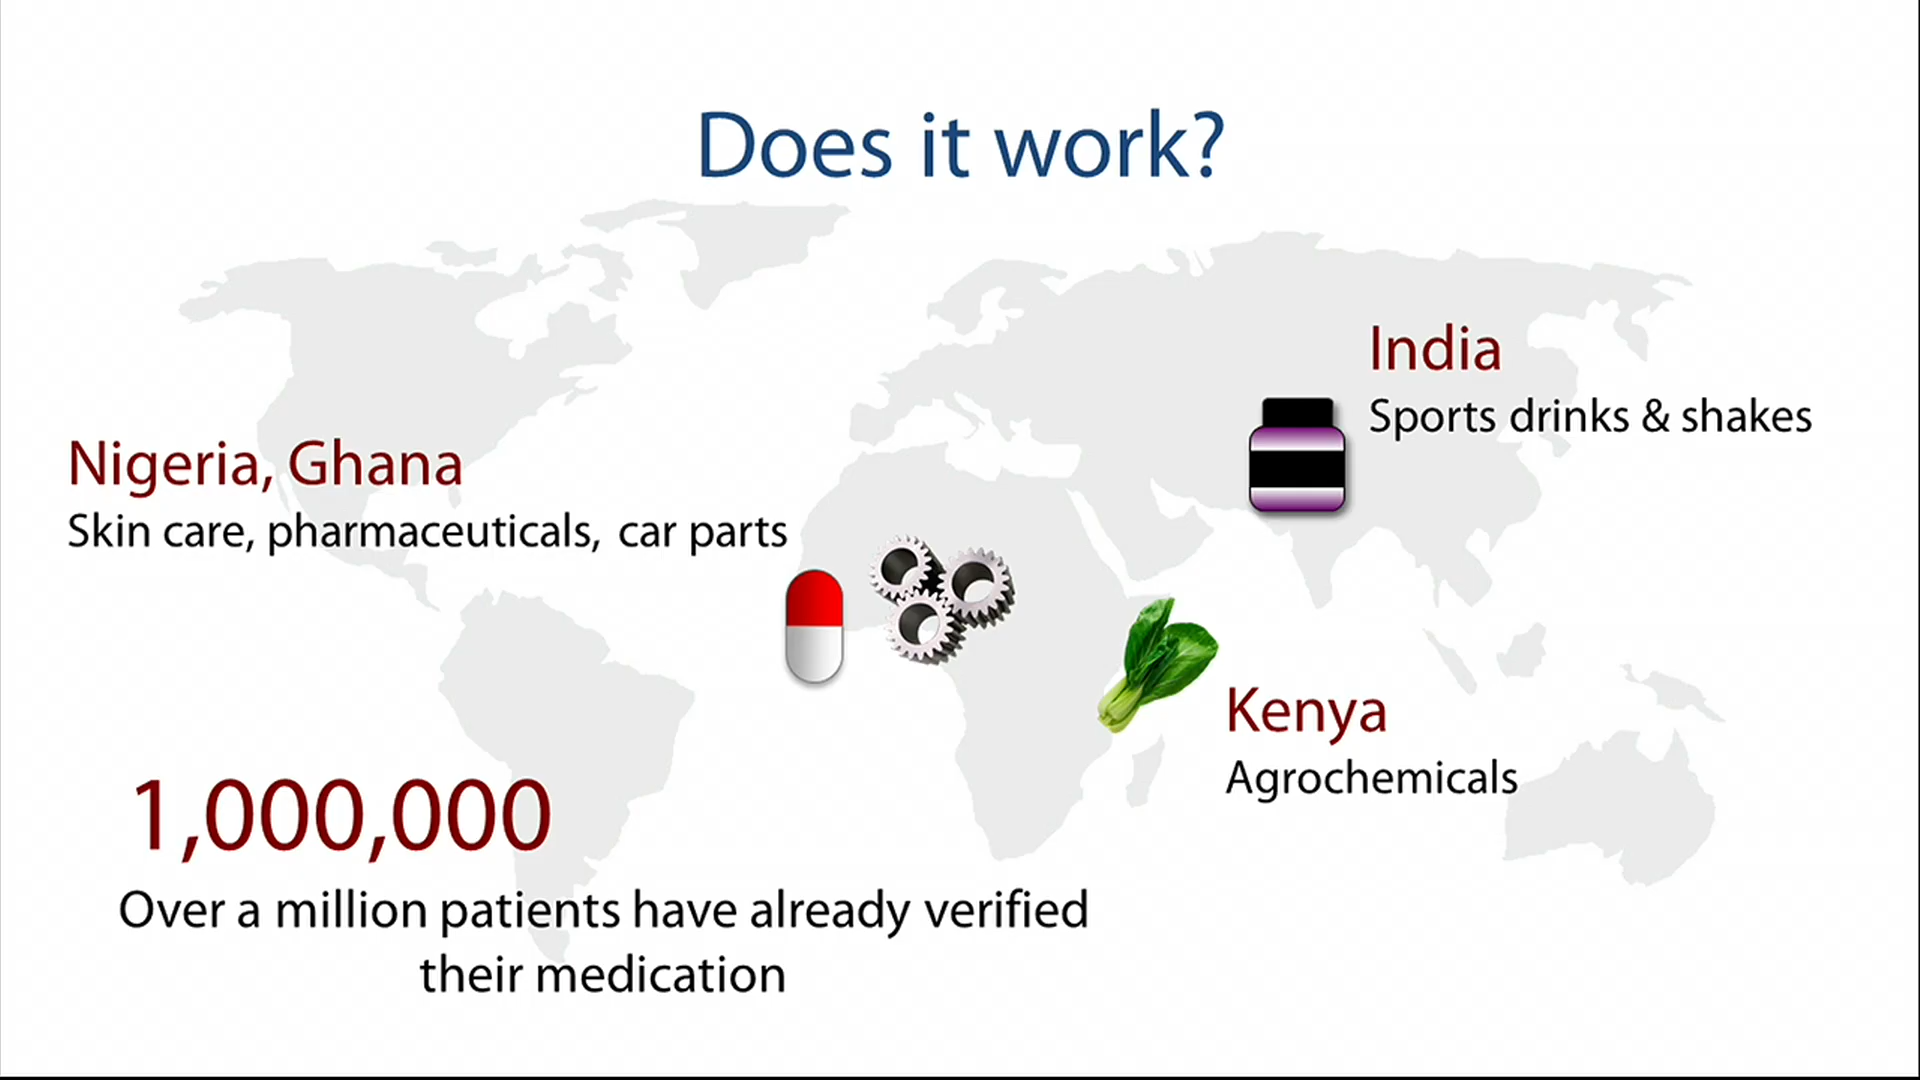 Does it work?
India
Sports drinks & shakes
Nigeria, Ghana
Skin care, pharmaceuticals, car parts
Kenya
Agrochemicals
1,000,000
Over a million patients have already verified
their medication